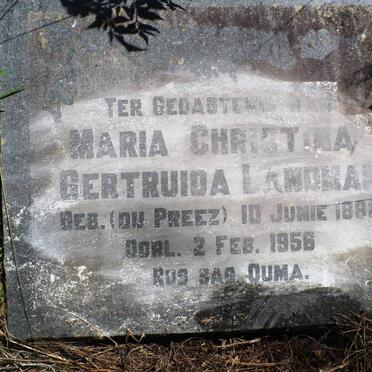 TER GEDAGTENIS
MARIA CHRISTINA
GERTRUIDA LANDMAN
GEB. (DU PREEZ) 10 JUNIE
OORL. 2 FEB. 1956
RUS SAG OUMA.